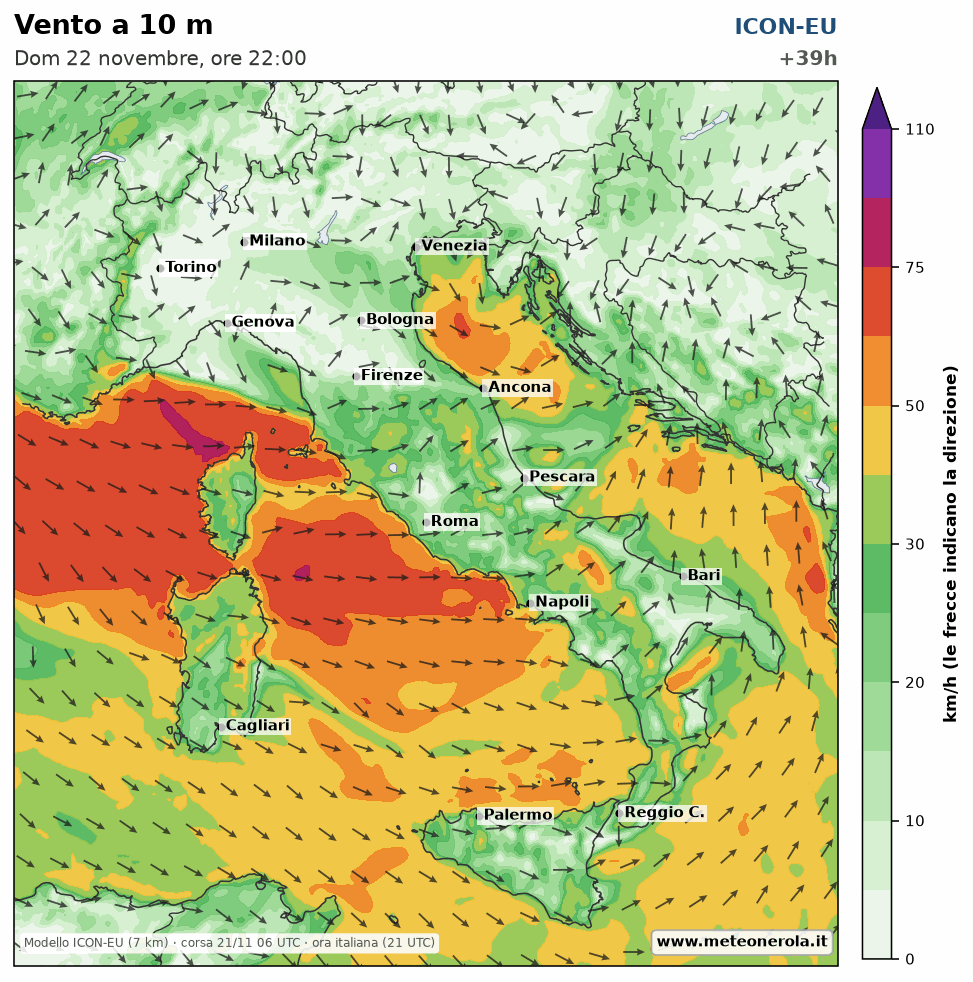 Vento a 10 m
ICON-EU
Dom 22 novembre, ore 22:00
+39h
110
75
50
30
20
10
0
km/h (le frecce indicano la direzione)
Milano
Venezia
Torino
Genova
Bologna
Firenze
Ancona
Pescara
Roma
Bari
Napoli
Cagliari
Palermo
Reggio C.
Modello ICON-EU (7 km) · corsa 21/11 06 UTC · ora italiana (21 UTC)
www.meteonerola.it